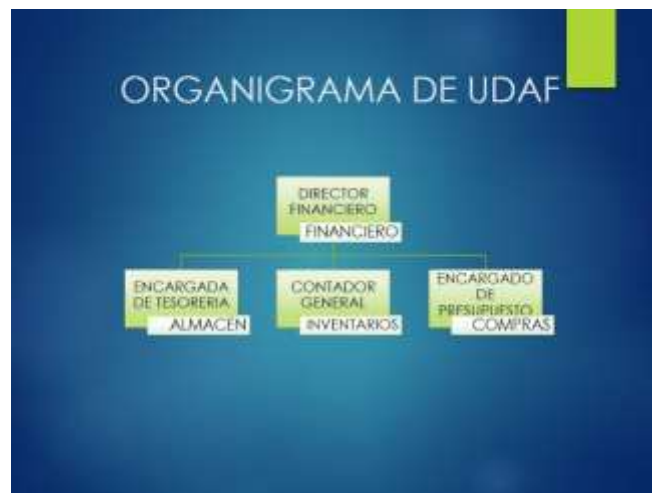 ORGANIGRAMA DE UDAF
DIRECTOR
FINANCIERO
FINANCIERO
ENCARGADA
DE TESORERIA
ALMACEN
CONTADOR
GENERAL
INVENTARIOS
ENCARGADO
DE
PRESUPUESTO
COMPRAS